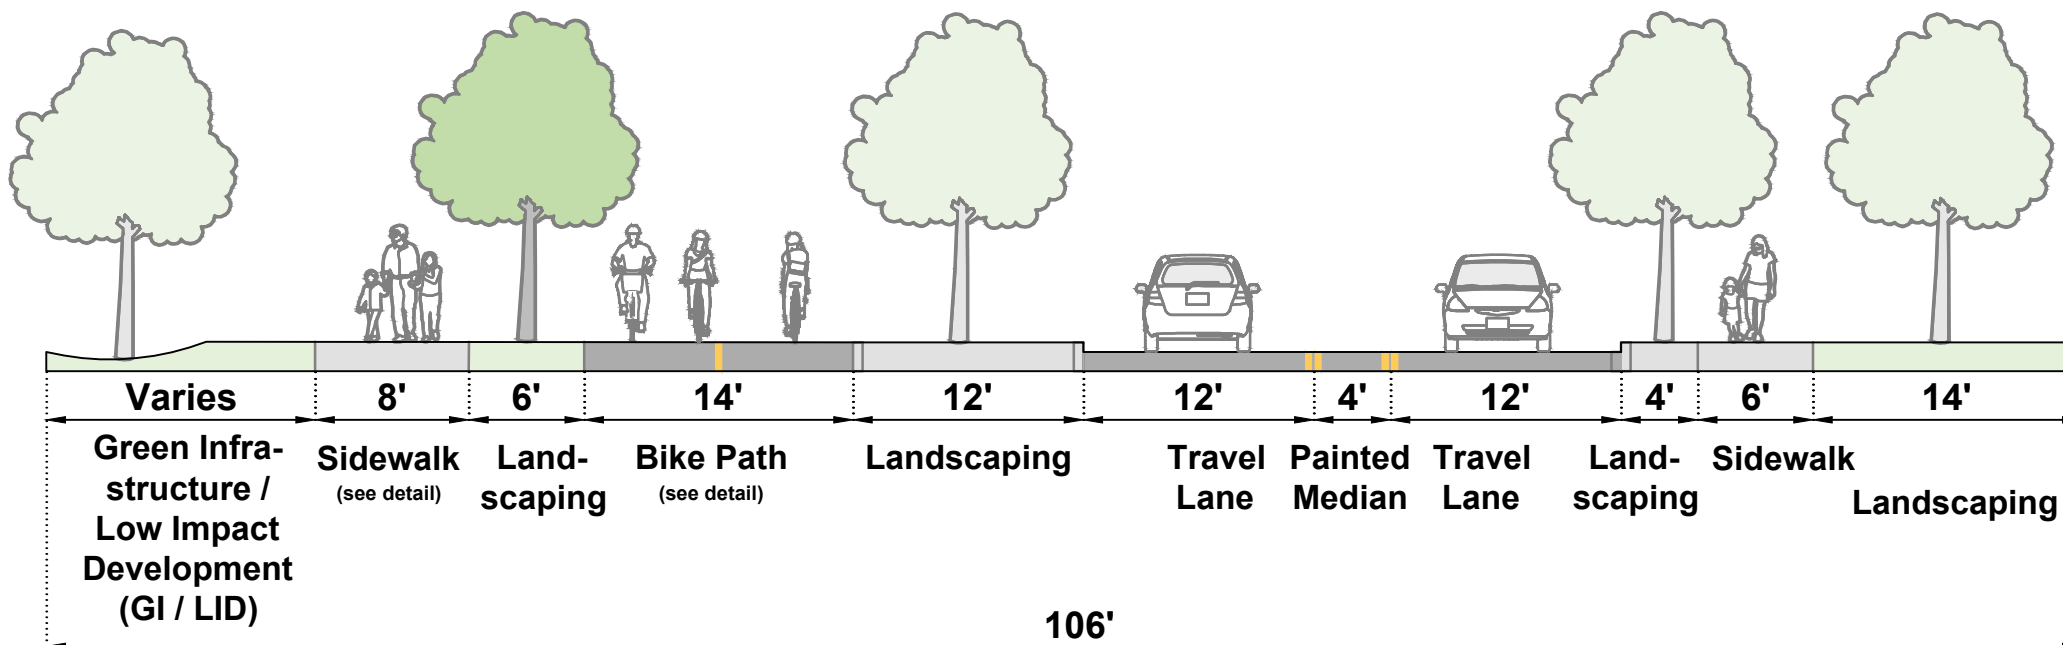 Varies 8' 6' 14' 12' 12' 4' 12' 4' 6' 14'
Green Infra-
structure /
Low Impact
Development
(GI / LID)
Sidewalk
(see detail)
Land-
scaping
Bike Path
(see detail)
Landscaping
Travel
Lane
Painted
Median
Travel
Lane
Land-
scaping
Sidewalk
Landscaping
106'